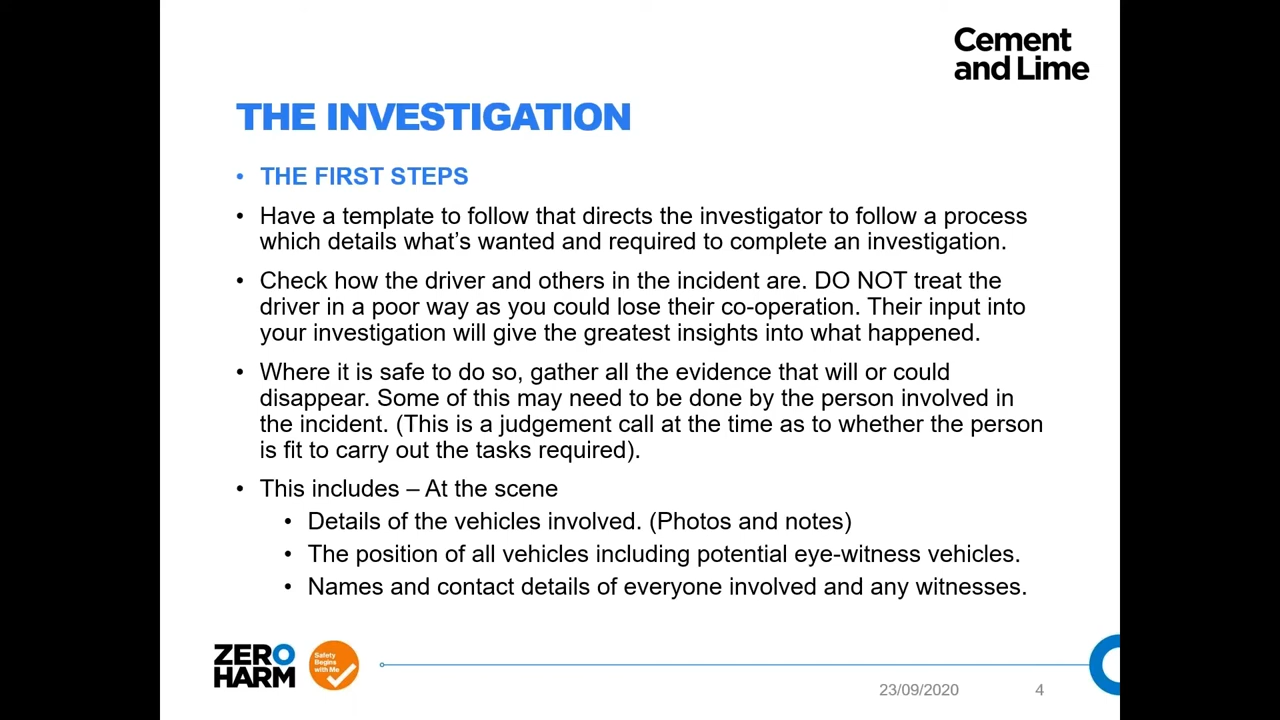 Cement
and Lime
THE INVESTIGATION
• THE FIRST STEPS
• Have a template to follow that directs the investigator to follow a process
which details what’s wanted and required to complete an investigation.
• Check how the driver and others in the incident are. DO NOT treat the
driver in a poor way as you could lose their co-operation. Their input into
your investigation will give the greatest insights into what happened.
• Where it is safe to do so, gather all the evidence that will or could
disappear. Some of this may need to be done by the person involved in
the incident. (This is a judgement call at the time as to whether the person
is fit to carry out the tasks required).
• This includes – At the scene
• Details of the vehicles involved. (Photos and notes)
• The position of all vehicles including potential eye-witness vehicles.
• Names and contact details of everyone involved and any witnesses.
ZERO
HARM
Safety
Begins
with Me
23/09/2020
4